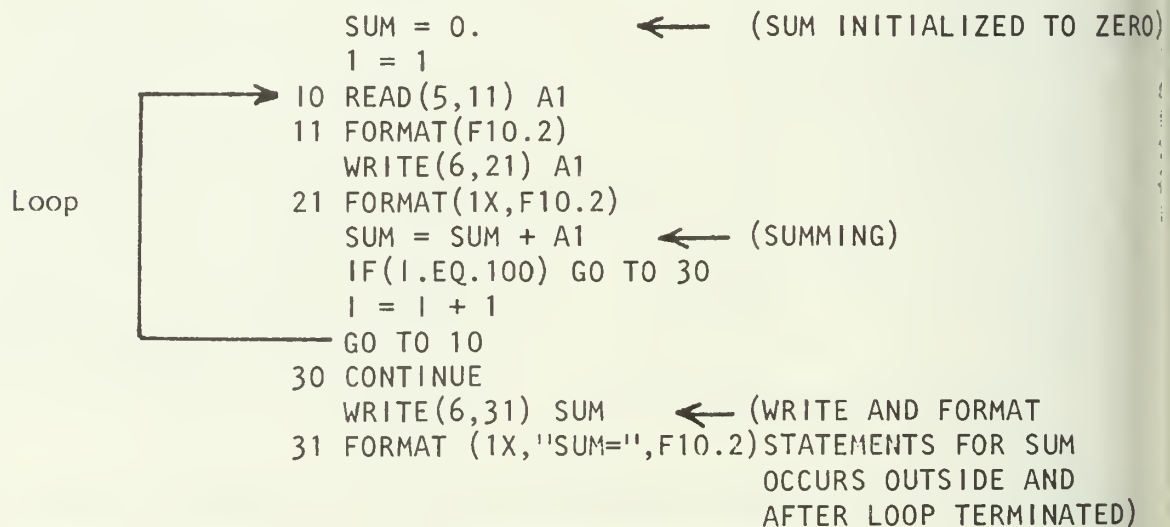 SUM = 0. (SUM INITIALIZED TO ZERO)
I = 1
10 READ(5,11) A1
11 FORMAT(F10.2)
WRITE(6,21) A1
Loop 21 FORMAT(1X,F10.2)
SUM = SUM + A1 (SUMMING)
IF(I.EQ.100) GO TO 30
I = I + 1
GO TO 10
30 CONTINUE
WRITE(6,31) SUM (WRITE AND FORMAT
31 FORMAT (1X,"SUM=",F10.2) STATEMENTS FOR SUM
OCCURS OUTSIDE AND
AFTER LOOP TERMINATED)